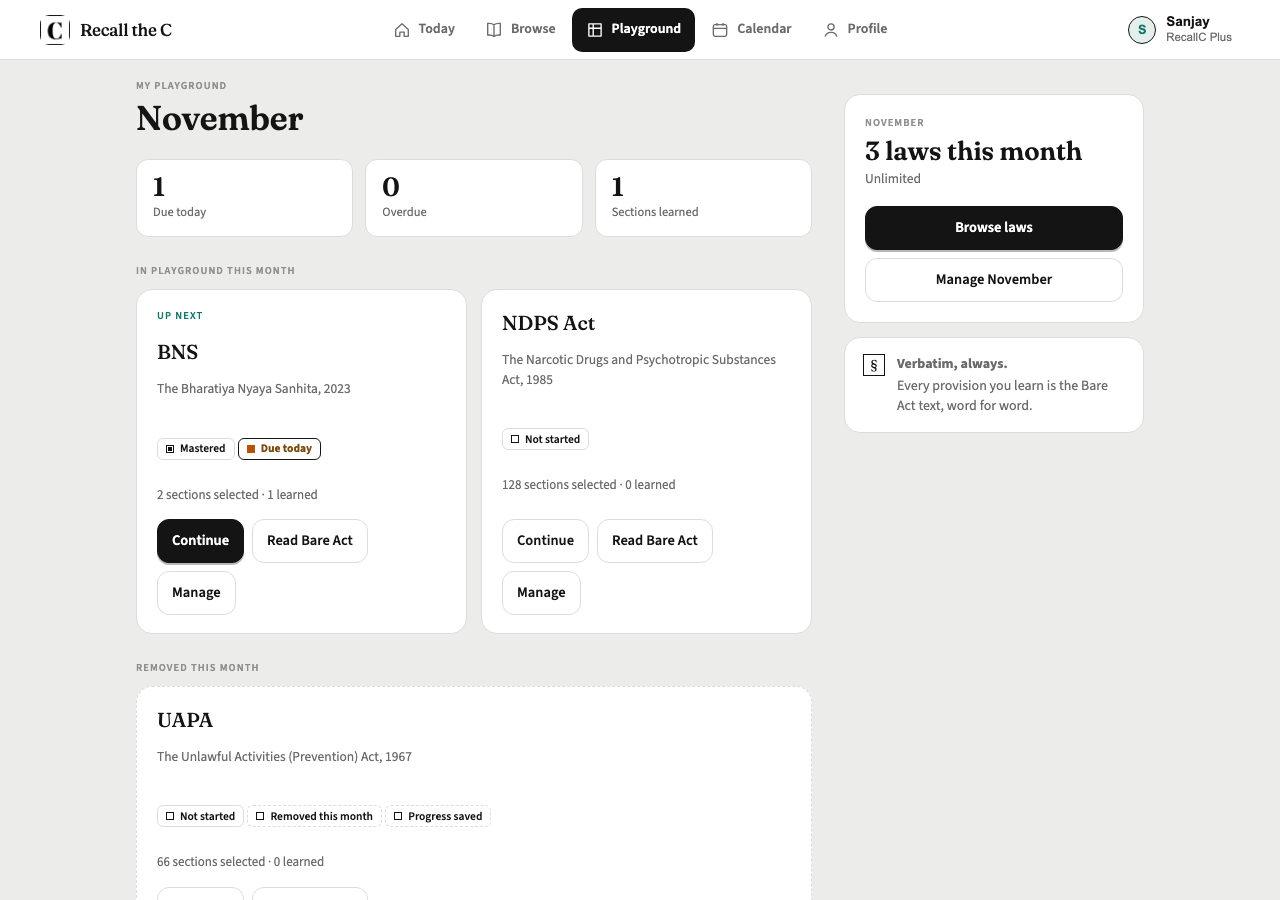 C Recall the C
Today
Browse
Playground
Calendar
Profile
S
Sanjay
RecallC Plus
MY PLAYGROUND
November
1
Due today
0
Overdue
1
Sections learned
IN PLAYGROUND THIS MONTH
UP NEXT
BNS
The Bharatiya Nyaya Sanhita, 2023
Mastered
Due today
2 sections selected · 1 learned
Continue
Read Bare Act
Manage
NDPS Act
The Narcotic Drugs and Psychotropic Substances
Act, 1985
Not started
128 sections selected · 0 learned
Continue
Read Bare Act
Manage
REMOVED THIS MONTH
UAPA
The Unlawful Activities (Prevention) Act, 1967
Not started
Removed this month
Progress saved
66 sections selected · 0 learned
NOVEMBER
3 laws this month
Unlimited
Browse laws
Manage November
§
Verbatim, always.
Every provision you learn is the Bare
Act text, word for word.